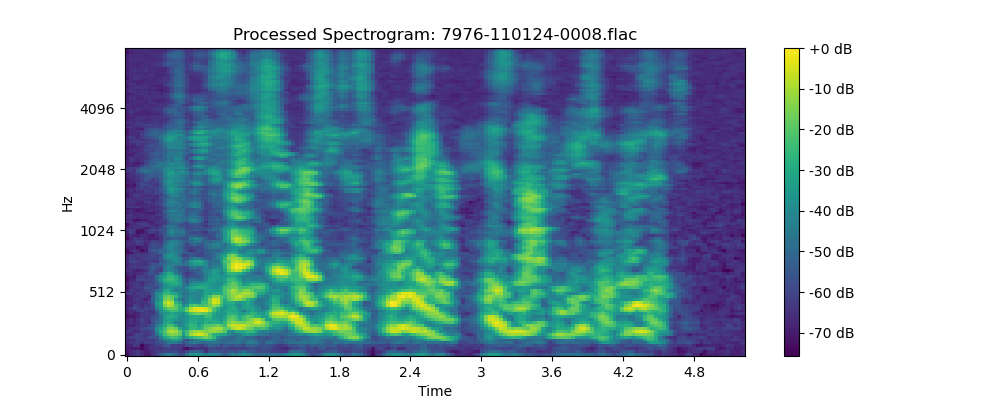 Processed Spectrogram: 7976-110124-0008.flac
Hz
4096
2048
1024
512
0
0 0.6 1.2 1.8 2.4 3 3.6 4.2 4.8
Time
+0 dB
-10 dB
-20 dB
-30 dB
-40 dB
-50 dB
-60 dB
-70 dB